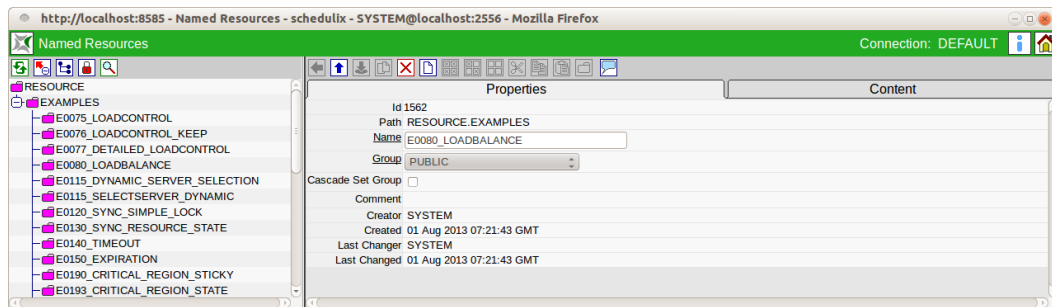 http://localhost:8585 - Named Resources - schedulix - SYSTEM@localhost:2556 - Mozilla Firefox
Named Resources
Connection: DEFAULT
RESOURCE
EXAMPLES
E0075_LOADCONTROL
E0076_LOADCONTROL_KEEP
E0077_DETAILED_LOADCONTROL
E0080_LOADBALANCE
E0115_DYNAMIC_SERVER_SELECTION
E0115_SELECTSERVER_DYNAMIC
E0120_SYNC_SIMPLE_LOCK
E0130_SYNC_RESOURCE_STATE
E0140_TIMEOUT
E0150_EXPIRATION
E0190_CRITICAL_REGION_STICKY
E0193_CRITICAL_REGION_STATE
Properties
Content
Id 1562
Path RESOURCE.EXAMPLES
Name E0080_LOADBALANCE
Group PUBLIC
Cascade Set Group
Comment
Creator SYSTEM
Created 01 Aug 2013 07:21:43 GMT
Last Changer SYSTEM
Last Changed 01 Aug 2013 07:21:43 GMT